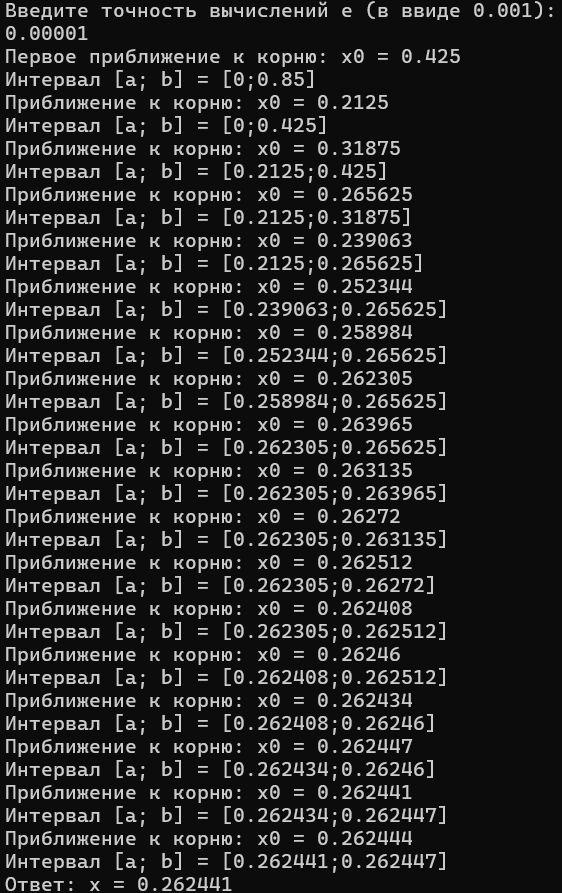 Введите точность вычислений e (в ввиде 0.001):
0.00001
Первое приближение к корню: x0 = 0.425
Интервал [a; b] = [0;0.85]
Приближение к корню: x0 = 0.2125
Интервал [a; b] = [0;0.425]
Приближение к корню: x0 = 0.31875
Интервал [a; b] = [0.2125;0.425]
Приближение к корню: x0 = 0.265625
Интервал [a; b] = [0.2125;0.31875]
Приближение к корню: x0 = 0.239063
Интервал [a; b] = [0.2125;0.265625]
Приближение к корню: x0 = 0.252344
Интервал [a; b] = [0.239063;0.265625]
Приближение к корню: x0 = 0.258984
Интервал [a; b] = [0.252344;0.265625]
Приближение к корню: x0 = 0.262305
Интервал [a; b] = [0.258984;0.265625]
Приближение к корню: x0 = 0.263965
Интервал [a; b] = [0.262305;0.265625]
Приближение к корню: x0 = 0.263135
Интервал [a; b] = [0.262305;0.263965]
Приближение к корню: x0 = 0.26272
Интервал [a; b] = [0.262305;0.263135]
Приближение к корню: x0 = 0.262512
Интервал [a; b] = [0.262305;0.26272]
Приближение к корню: x0 = 0.262408
Интервал [a; b] = [0.262305;0.262512]
Приближение к корню: x0 = 0.26246
Интервал [a; b] = [0.262408;0.262512]
Приближение к корню: x0 = 0.262434
Интервал [a; b] = [0.262408;0.26246]
Приближение к корню: x0 = 0.262447
Интервал [a; b] = [0.262434;0.26246]
Приближение к корню: x0 = 0.262441
Интервал [a; b] = [0.262434;0.262447]
Приближение к корню: x0 = 0.262444
Интервал [a; b] = [0.262441;0.262447]
Ответ: x = 0.262441